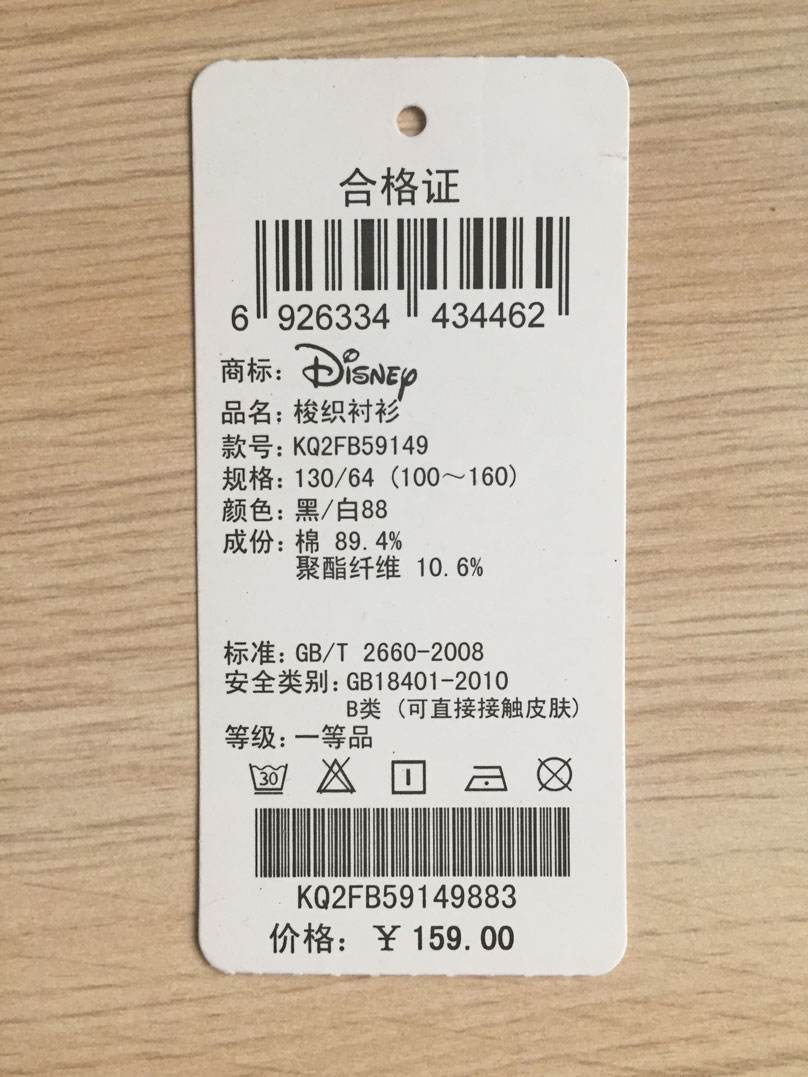 合格证
6 926334 434462
商标: Disney
品名: 梭织衬衫
款号: KQ2FB59149
规格: 130/64 (100～160)
颜色: 黑/白88
成份: 棉 89.4%
聚酯纤维 10.6%
标准: GB/T 2660-2008
安全类别: GB18401-2010
B类 (可直接接触皮肤)
等级: 一等品
30
KQ2FB59149883
价格: ￥159.00